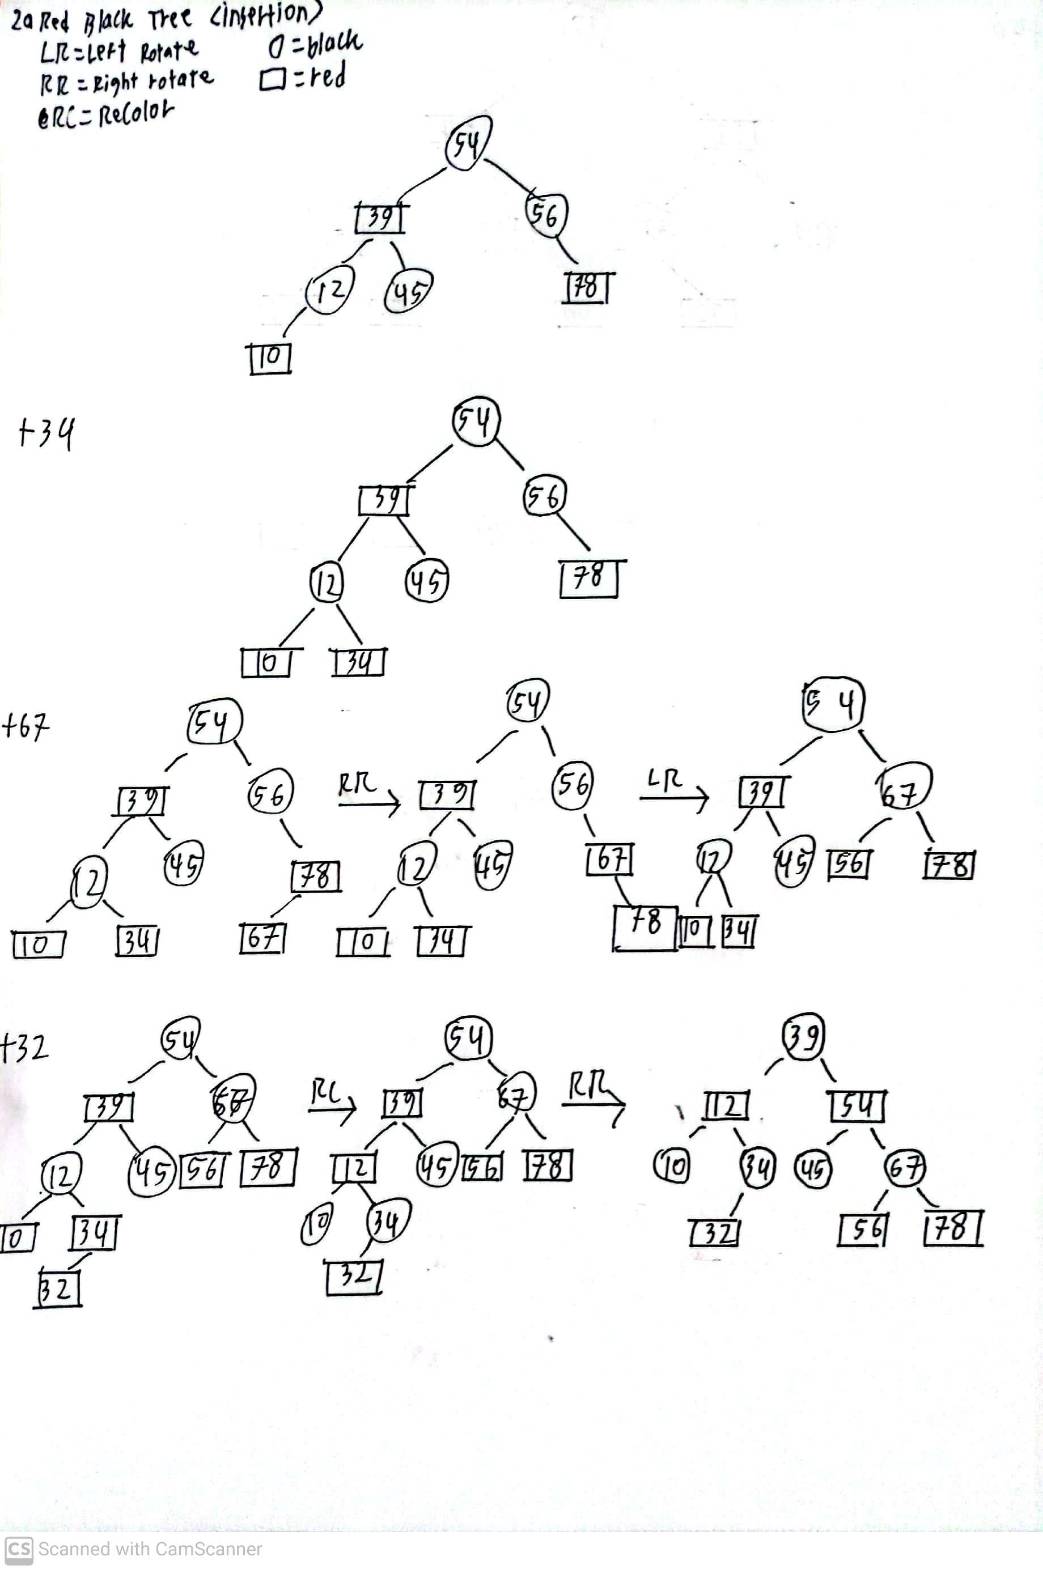 2a Red Black Tree (insertion)
LR = Left Rotate O = black
RR = Right rotate □ = red
RC = Recolor
54
39 56
12 45 78
10
+34
54
39 56
12 45 78
10 34
+67
54 54 54
39 56 RR 39 56 LR 39 67
12 45 78 12 45 67 12 45 56 78
10 34 67 10 34 78 10 34
+32
54 54 39
39 67 RC 39 67 RR 12 54
12 45 56 78 12 45 56 78 10 34 45 67
10 34 10 34 32 56 78
32 32
CS Scanned with CamScanner